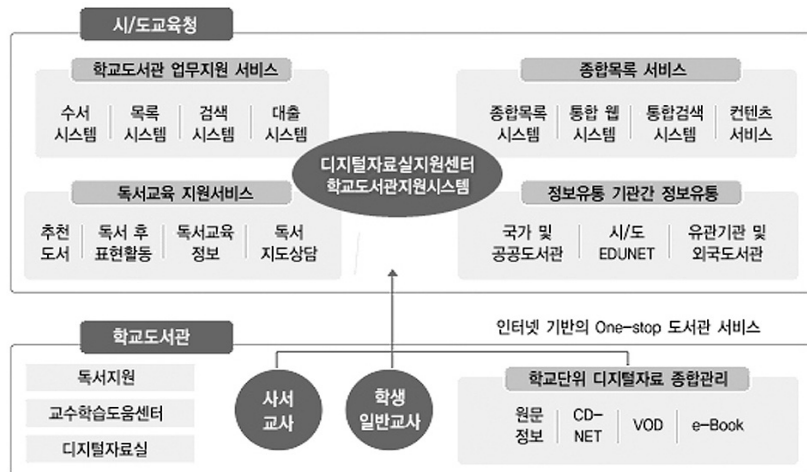 시/도교육청
학교도서관 업무지원 서비스
수서 시스템
목록 시스템
검색 시스템
대출 시스템
종합목록 서비스
종합목록 시스템
통합 웹 시스템
통합검색 시스템
컨텐츠 서비스
디지털자료실지원센터
학교도서관지원시스템
독서교육 지원서비스
추천 도서
독서 후 표현활동
독서교육 정보
독서 지도상담
정보유통 기관간 정보유통
국가 및 공공도서관
시/도 EDUNET
유관기관 및 외국도서관
인터넷 기반의 One-stop 도서관 서비스
학교도서관
독서지원
교수학습도움센터
디지털자료실
사서 교사
학생 일반교사
학교단위 디지털자료 종합관리
원문 정보
CD-NET
VOD
e-Book